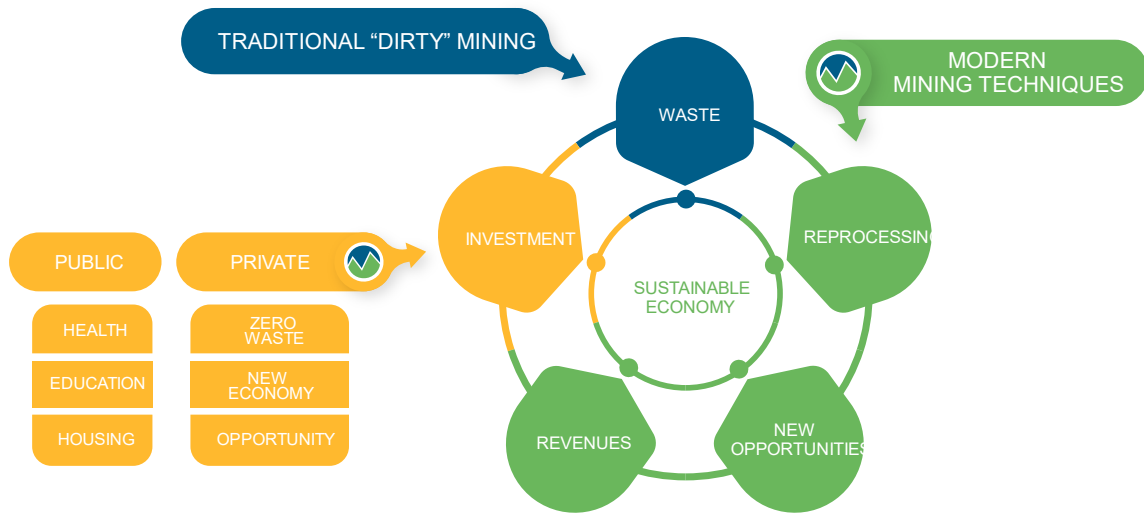 TRADITIONAL “DIRTY” MINING
MODERN
MINING TECHNIQUES
WASTE
INVESTMENT
REPROCESSING
PUBLIC
PRIVATE
SUSTAINABLE
ECONOMY
HEALTH
ZERO
WASTE
EDUCATION
NEW
ECONOMY
HOUSING
OPPORTUNITY
REVENUES
NEW
OPPORTUNITIES